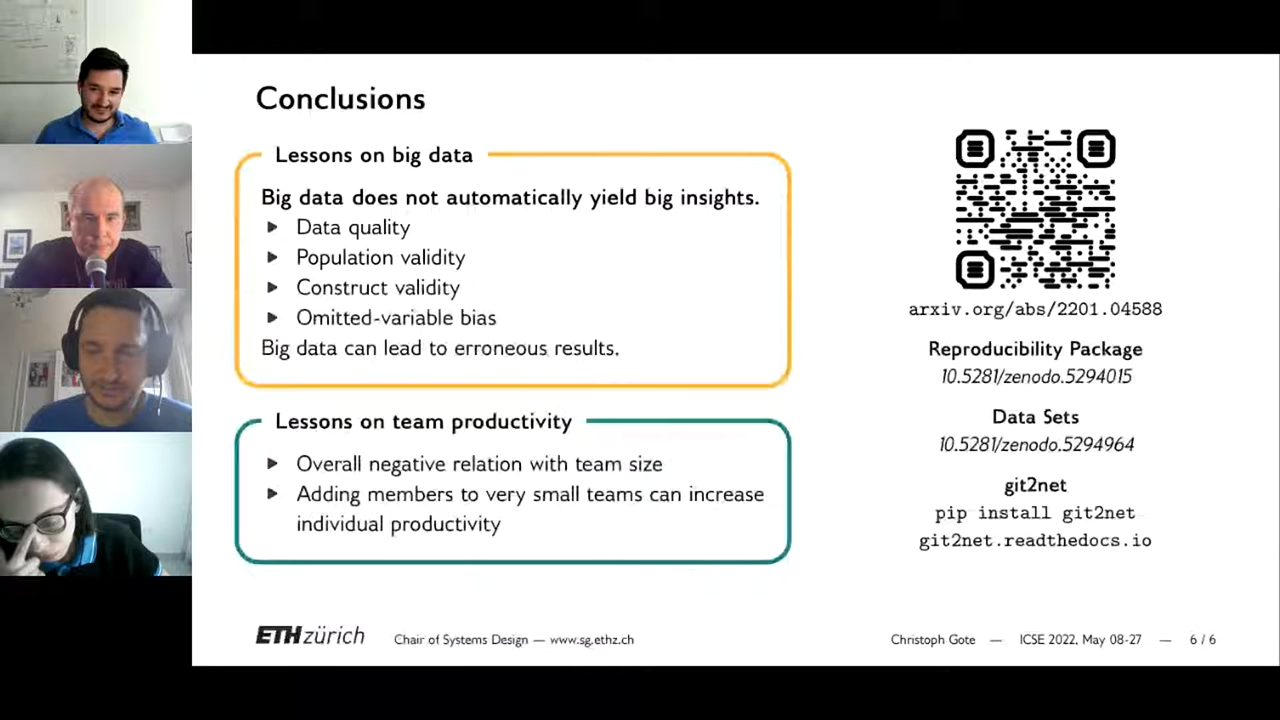 Conclusions
Lessons on big data
Big data does not automatically yield big insights.
Data quality
Population validity
Construct validity
Omitted-variable bias
Big data can lead to erroneous results.
Lessons on team productivity
Overall negative relation with team size
Adding members to very small teams can increase
individual productivity
arxiv.org/abs/2201.04588
Reproducibility Package
10.5281/zenodo.5294015
Data Sets
10.5281/zenodo.5294964
git2net
pip install git2net
git2net.readthedocs.io
ETH zürich
Chair of Systems Design — www.sg.ethz.ch
Christoph Gote — ICSE 2022, May 08-27 — 6 / 6